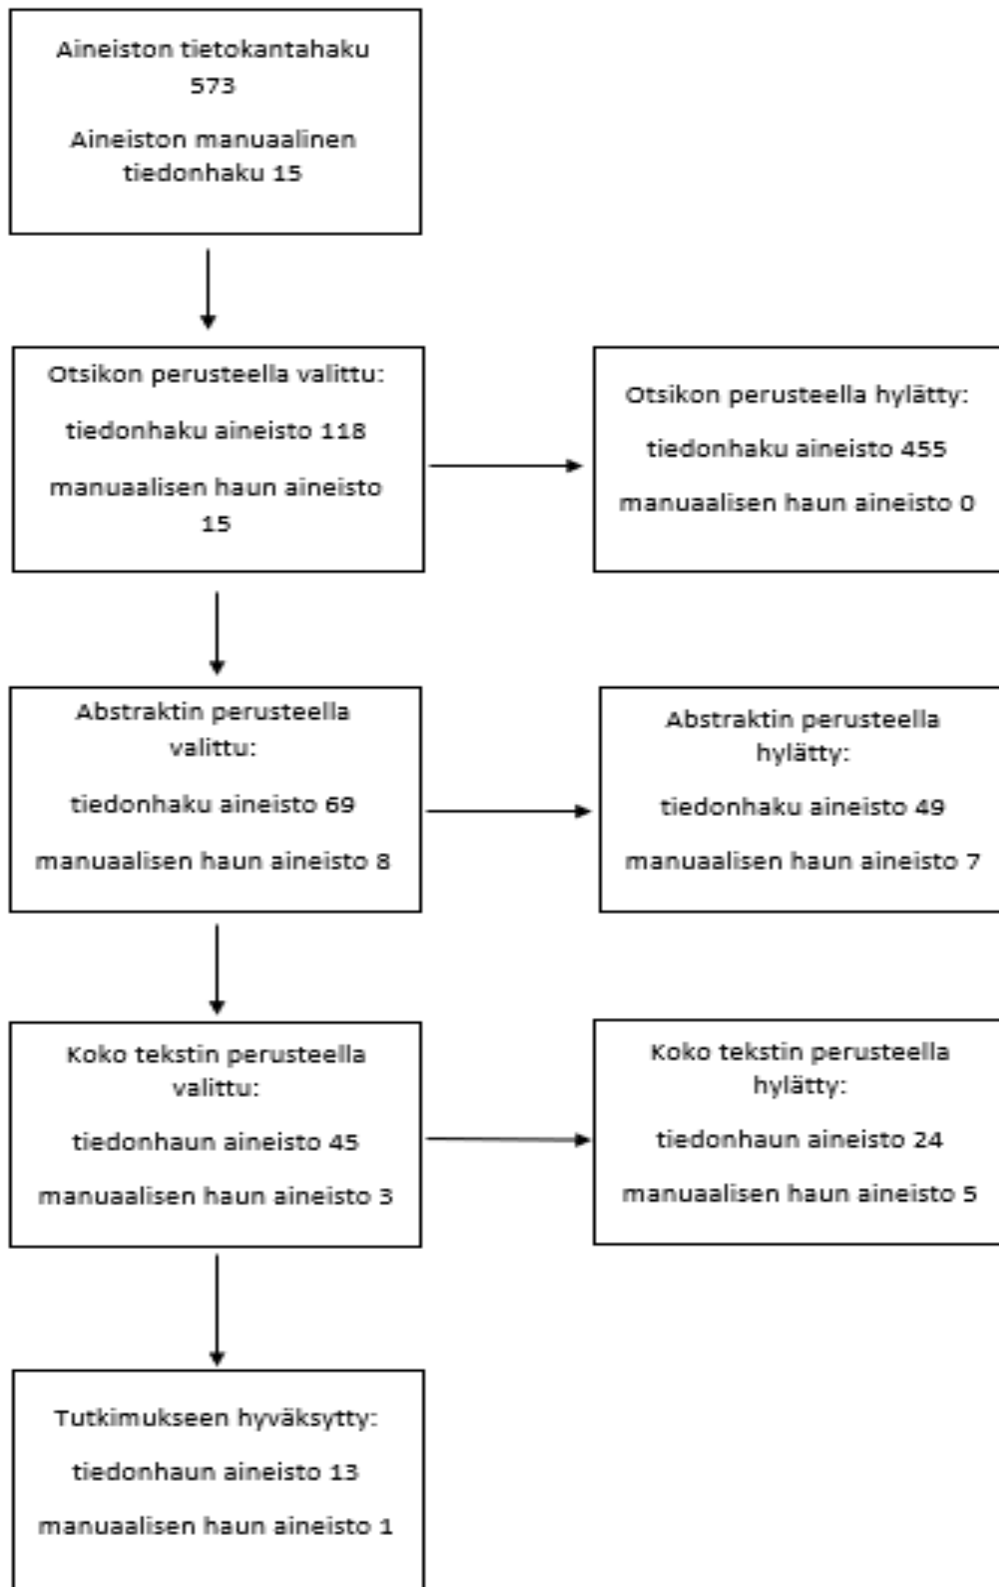 Aineiston tietokantahaku
573
Aineiston manuaalinen
tiedonhaku 15
Otsikon perusteella valittu:
tiedonhaku aineisto 118
manuaalisen haun aineisto
15
Otsikon perusteella hylätty:
tiedonhaku aineisto 455
manuaalisen haun aineisto 0
Abstraktin perusteella
valittu:
tiedonhaku aineisto 69
manuaalisen haun aineisto 8
Abstraktin perusteella
hylätty:
tiedonhaku aineisto 49
manuaalisen haun aineisto 7
Koko tekstin perusteella
valittu:
tiedonhaun aineisto 45
manuaalisen haun aineisto 3
Koko tekstin perusteella
hylätty:
tiedonhaun aineisto 24
manuaalisen haun aineisto 5
Tutkimukseen hyväksytty:
tiedonhaun aineisto 13
manuaalisen haun aineisto 1